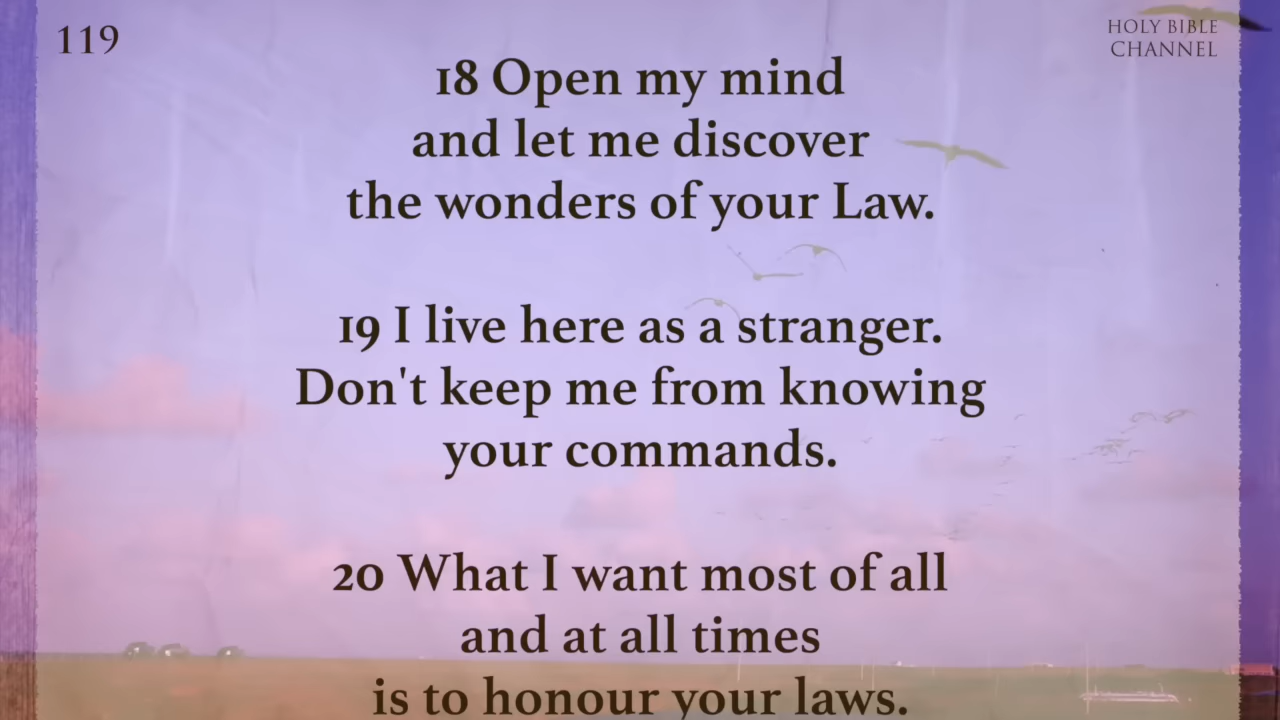 119
HOLY BIBLE
CHANNEL
18 Open my mind
and let me discover
the wonders of your Law.
19 I live here as a stranger.
Don't keep me from knowing
your commands.
20 What I want most of all
and at all times
is to honour your laws.